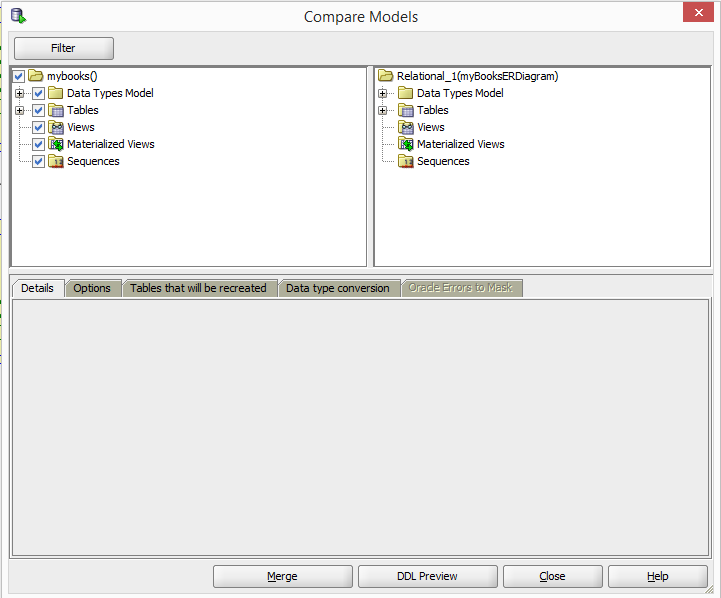 Compare Models
Filter
mybooks()
Data Types Model
Tables
Views
Materialized Views
Sequences
Relational_1(myBooksERDiagram)
Data Types Model
Tables
Views
Materialized Views
Sequences
Details Options Tables that will be recreated Data type conversion Oracle Errors to Mask
Merge DDL Preview Close Help